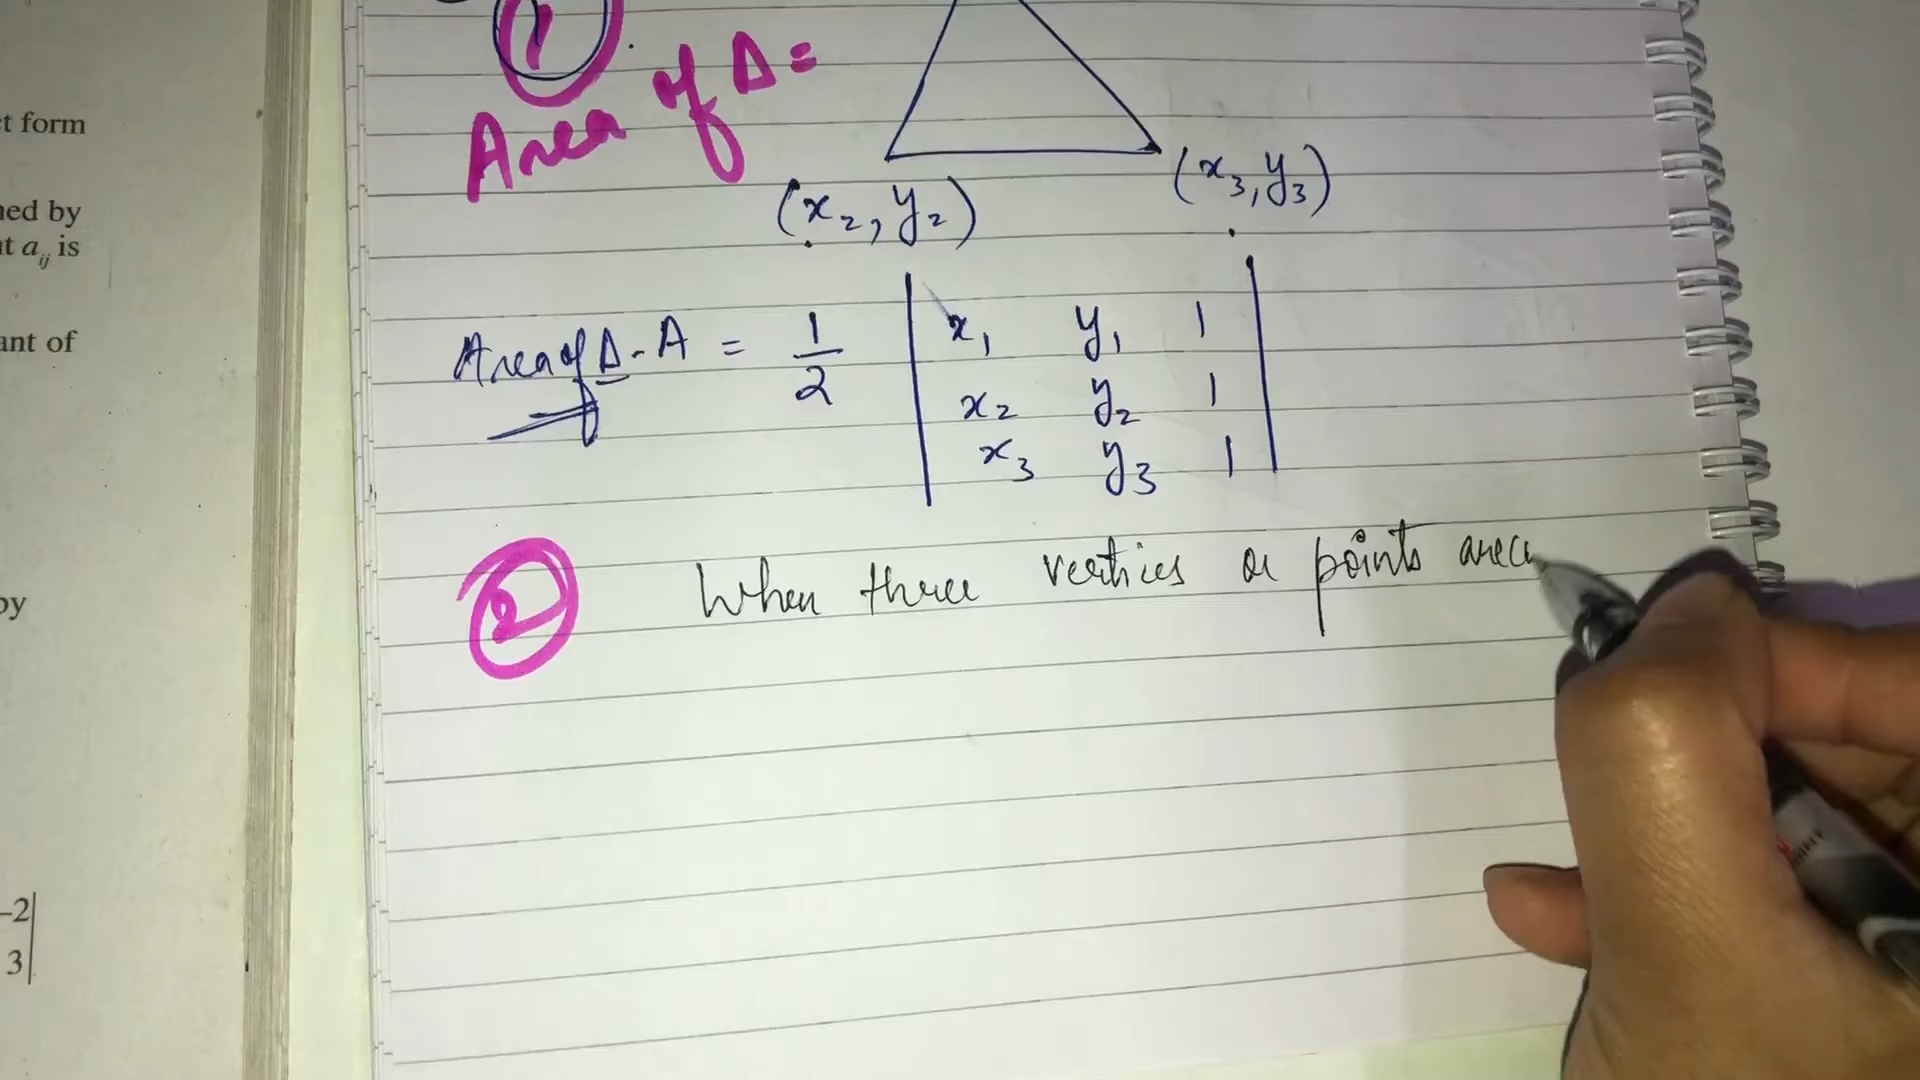 1
Area of Δ =
(x₂, y₂)
(x₃, y₃)
Area of Δ - A = 1/2 | x₁ y₁ 1 |
| x₂ y₂ 1 |
| x₃ y₃ 1 |
2 When three vertices or points are
t form
ned by
t aᵢⱼ is
ant of
by
-2|
3|